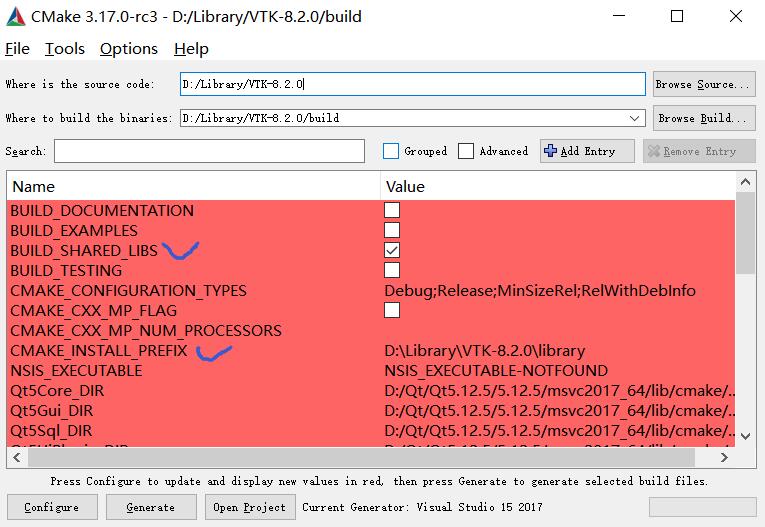 CMake 3.17.0-rc3 - D:/Library/VTK-8.2.0/build
File Tools Options Help
Where is the source code: D:/Library/VTK-8.2.0 Browse Source...
Where to build the binaries: D:/Library/VTK-8.2.0/build Browse Build...
Search: Grouped Advanced Add Entry Remove Entry
Name Value
BUILD_DOCUMENTATION
BUILD_EXAMPLES
BUILD_SHARED_LIBS
BUILD_TESTING
CMAKE_CONFIGURATION_TYPES Debug;Release;MinSizeRel;RelWithDebInfo
CMAKE_CXX_MP_FLAG
CMAKE_CXX_MP_NUM_PROCESSORS
CMAKE_INSTALL_PREFIX D:\Library\VTK-8.2.0\library
NSIS_EXECUTABLE NSIS_EXECUTABLE-NOTFOUND
Qt5Core_DIR D:/Qt/Qt5.12.5/5.12.5/msvc2017_64/lib/cmake/...
Qt5Gui_DIR D:/Qt/Qt5.12.5/5.12.5/msvc2017_64/lib/cmake/...
Qt5Sql_DIR D:/Qt/Qt5.12.5/5.12.5/msvc2017_64/lib/cmake/...
Press Configure to update and display new values in red, then press Generate to generate selected build files.
Configure Generate Open Project Current Generator: Visual Studio 15 2017